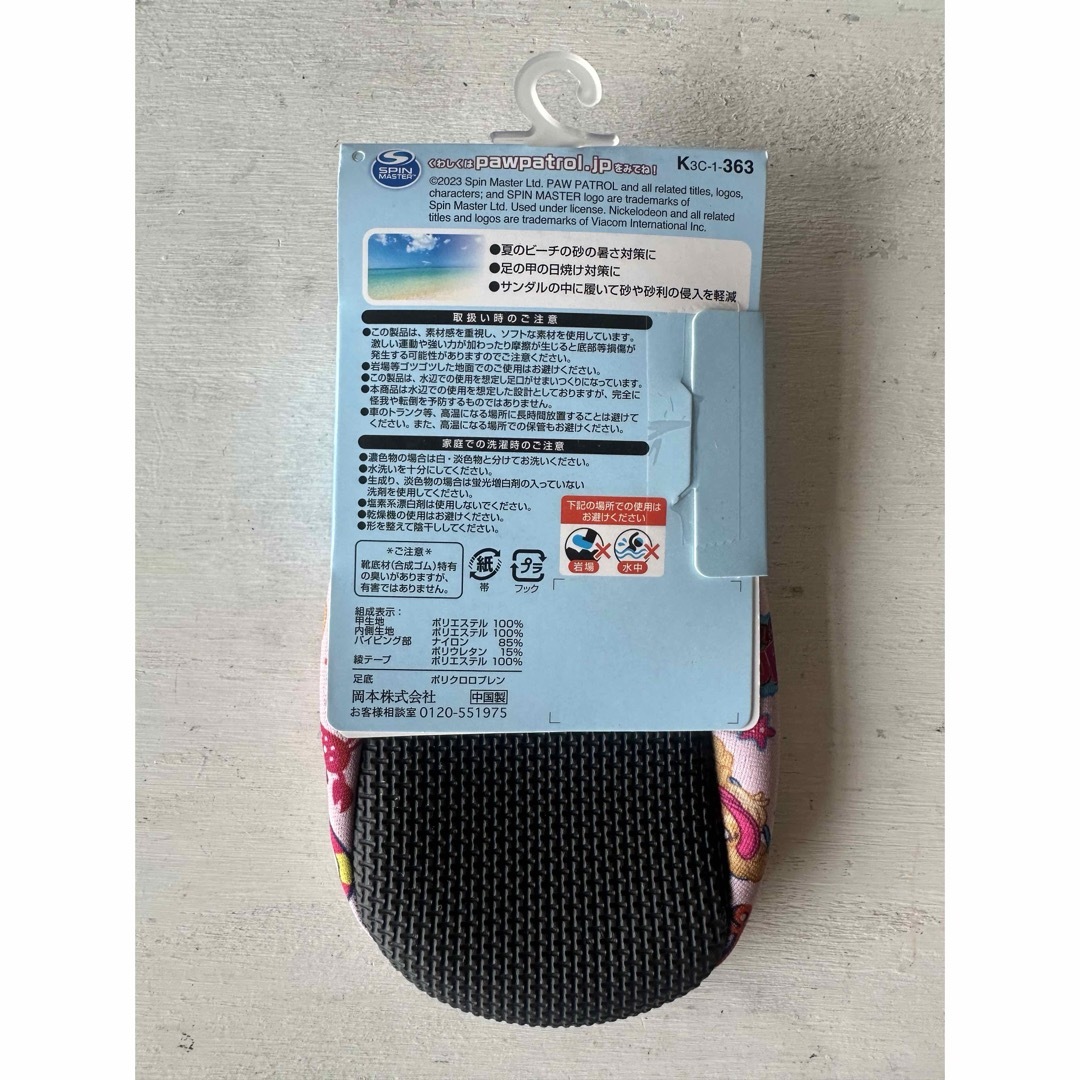 SPIN
MASTER™
くわしくは pawpatrol.jp をみてね!
K3C-1-363
©2023 Spin Master Ltd. PAW PATROL and all related titles, logos,
characters; and SPIN MASTER logo are trademarks of
Spin Master Ltd. Used under license. Nickelodeon and all related
titles and logos are trademarks of Viacom International Inc.
●夏のビーチの砂の暑さ対策に
●足の甲の日焼け対策に
●サンダルの中に履いて砂や砂利の侵入を軽減
取扱い時のご注意
●この製品は、素材感を重視し、ソフトな素材を使用しています。
激しい運動や強い力が加わったり摩擦が生じると底部等損傷が
発生する可能性がありますのでご注意ください。
●岩場等ゴツゴツした地面でのご使用はお避けください。
●この製品は、水辺での使用を想定し足口がせまいつくりになっています。
●本商品は水辺での使用を想定した設計としておりますが、完全に
怪我や転倒を予防するものではありません。
●車のトランク等、高温になる場所に長時間放置することは避けて
ください。また、高温になる場所での保管もお避けください。
家庭での洗濯時のご注意
●濃色物の場合は白・淡色物と分けてお洗いください。
●水洗いを十分にしてください。
●生成り、淡色物の場合は蛍光増白剤の入っていない
洗剤を使用してください。
●塩素系漂白剤は使用しないでください。
●乾燥機の使用はお避けください。
●形を整えて陰干ししてください。
下記の場所での使用は
お避けください
岩場
水中
*ご注意*
靴底材(合成ゴム)特有
の臭いがありますが、
有害ではありません。
紙
帯
プラ
フック
組成表示:
甲生地 ポリエステル 100%
内側生地 ポリエステル 100%
パイピング部 ナイロン 85%
ポリウレタン 15%
綾テープ ポリエステル 100%
足底 ポリクロロプレン
岡本株式会社 中国製
お客様相談室 0120-551975